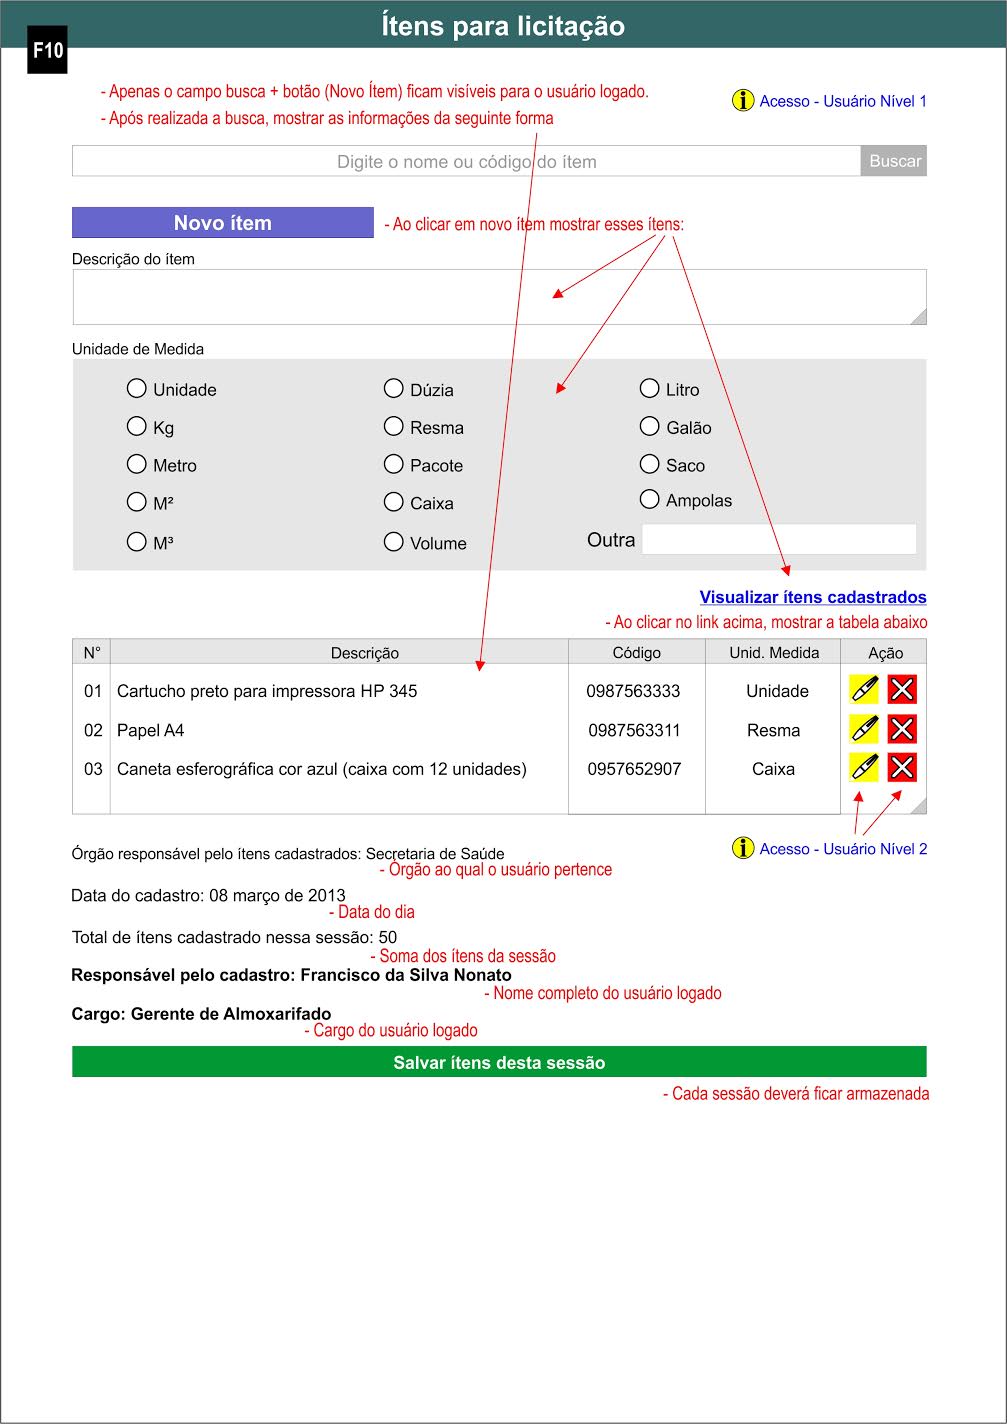 Ítens para licitação
F10
- Apenas o campo busca + botão (Novo Ítem) ficam visíveis para o usuário logado.
i Acesso - Usuário Nível 1
- Após realizada a busca, mostrar as informações da seguinte forma
Digite o nome ou código do ítem Buscar
Novo ítem - Ao clicar em novo ítem mostrar esses ítens:
Descrição do ítem
Unidade de Medida
Unidade Dúzia Litro
Kg Resma Galão
Metro Pacote Saco
M² Caixa Ampolas
M³ Volume Outra
Visualizar ítens cadastrados
- Ao clicar no link acima, mostrar a tabela abaixo
N° Descrição Código Unid. Medida Ação
01 Cartucho preto para impressora HP 345 0987563333 Unidade
02 Papel A4 0987563311 Resma
03 Caneta esferográfica cor azul (caixa com 12 unidades) 0957652907 Caixa
i Acesso - Usuário Nível 2
Órgão responsável pelo ítens cadastrados: Secretaria de Saúde
- Orgão ao qual o usuário pertence
Data do cadastro: 08 março de 2013
- Data do dia
Total de ítens cadastrado nessa sessão: 50
- Soma dos ítens da sessão
Responsável pelo cadastro: Francisco da Silva Nonato
- Nome completo do usuário logado
Cargo: Gerente de Almoxarifado
- Cargo do usuário logado
Salvar ítens desta sessão
- Cada sessão deverá ficar armazenada